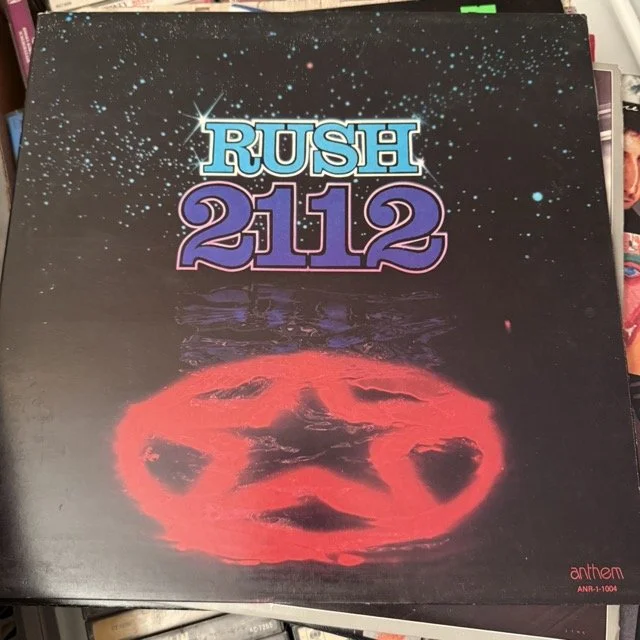 RUSH
2112
anthem
ANR-1-1004